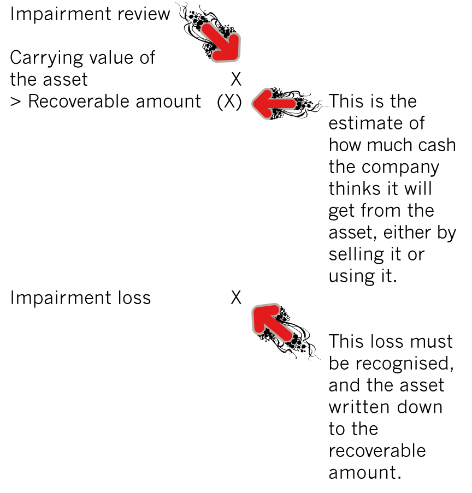 Impairment review
Carrying value of
the asset X
> Recoverable amount (X)
This is the
estimate of
how much cash
the company
thinks it will
get from the
asset, either by
selling it or
using it.
Impairment loss X
This loss must
be recognised,
and the asset
written down
to the
recoverable
amount.